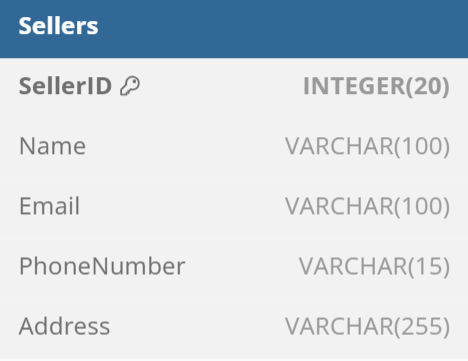 Sellers
SellerID INTEGER(20)
Name VARCHAR(100)
Email VARCHAR(100)
PhoneNumber VARCHAR(15)
Address VARCHAR(255)